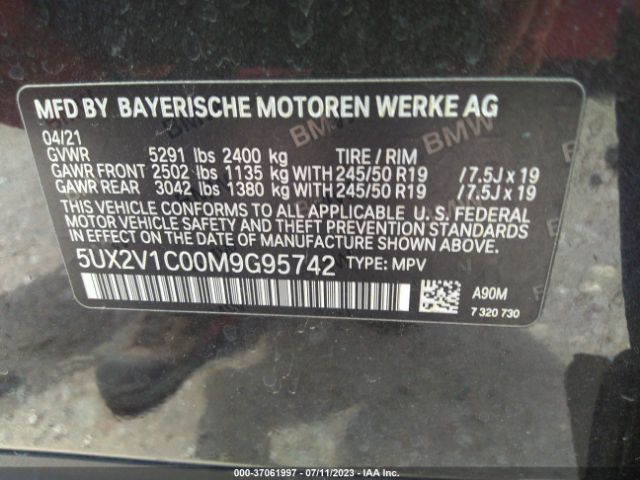 MFD BY BAYERISCHE MOTOREN WERKE AG
04/21
GVWR 5291 lbs 2400 kg TIRE / RIM
GAWR FRONT 2502 lbs 1135 kg WITH 245/50 R19 /7.5J x 19
GAWR REAR 3042 lbs 1380 kg WITH 245/50 R19 /7.5J x 19
THIS VEHICLE CONFORMS TO ALL APPLICABLE U. S. FEDERAL
MOTOR VEHICLE SAFETY AND THEFT PREVENTION STANDARDS
IN EFFECT ON THE DATE OF MANUFACTURE SHOWN ABOVE.
5UX2V1C00M9G95742 TYPE: MPV
A90M
7 320 730
BMW
BMW
BMW
000-37061997 - 07/11/2023 - IAA Inc.